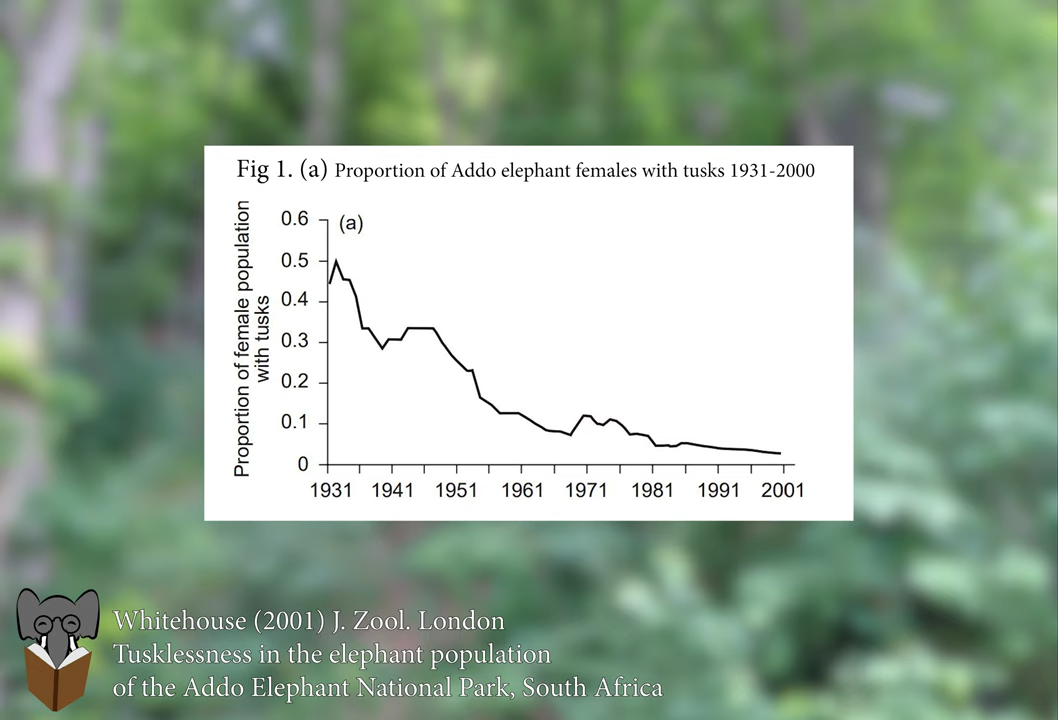 Fig 1. (a) Proportion of Addo elephant females with tusks 1931-2000
Proportion of female population
with tusks
(a)
0.6
0.5
0.4
0.3
0.2
0.1
0
1931 1941 1951 1961 1971 1981 1991 2001
Whitehouse (2001) J. Zool. London
Tusklessness in the elephant population
of the Addo Elephant National Park, South Africa